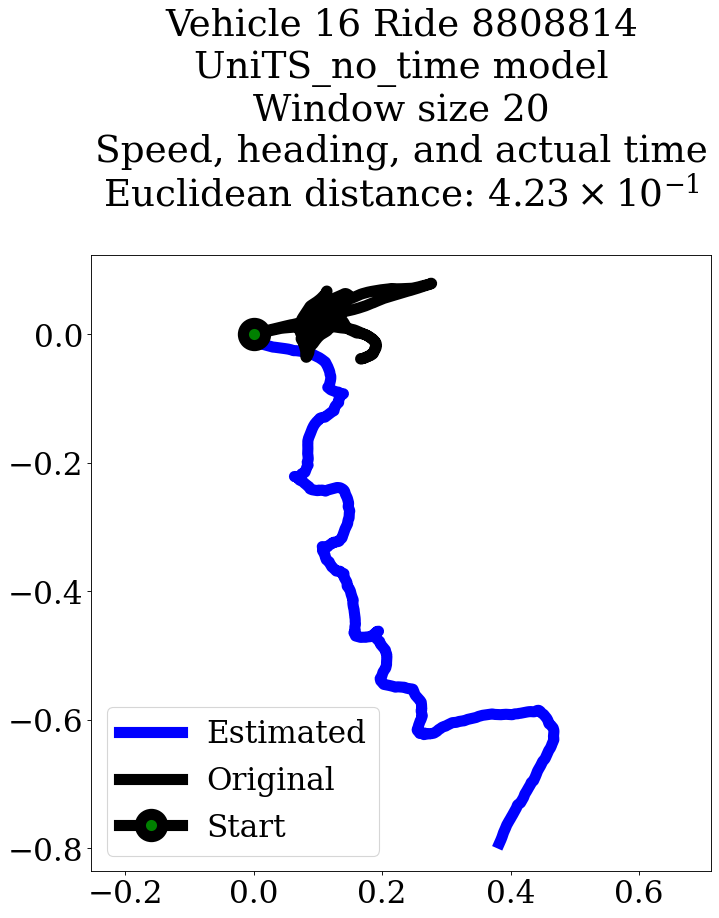 Vehicle 16 Ride 8808814
UniTS_no_time model
Window size 20
Speed, heading, and actual time
Euclidean distance: 4.23 × 10⁻¹
0.0
−0.2
−0.4
−0.6
−0.8
Estimated
Original
Start
−0.2 0.0 0.2 0.4 0.6